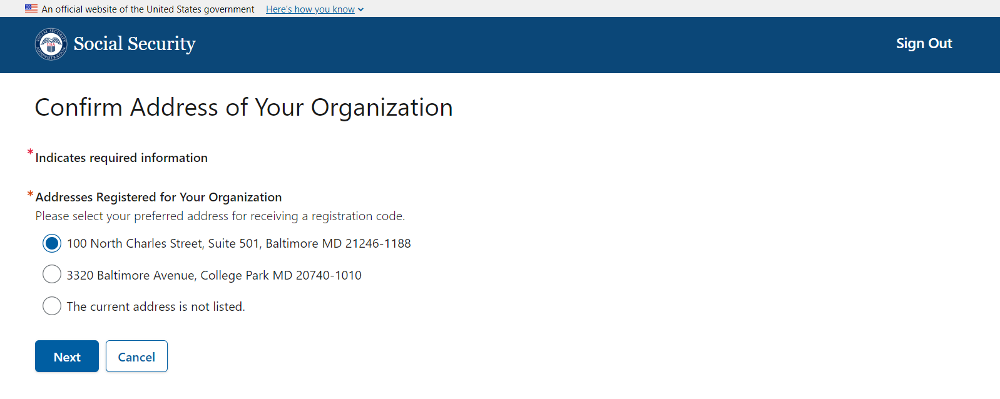 An official website of the United States government Here's how you know
Social Security
Sign Out
Confirm Address of Your Organization
* Indicates required information
* Addresses Registered for Your Organization
Please select your preferred address for receiving a registration code.
100 North Charles Street, Suite 501, Baltimore MD 21246-1188
3320 Baltimore Avenue, College Park MD 20740-1010
The current address is not listed.
Next Cancel